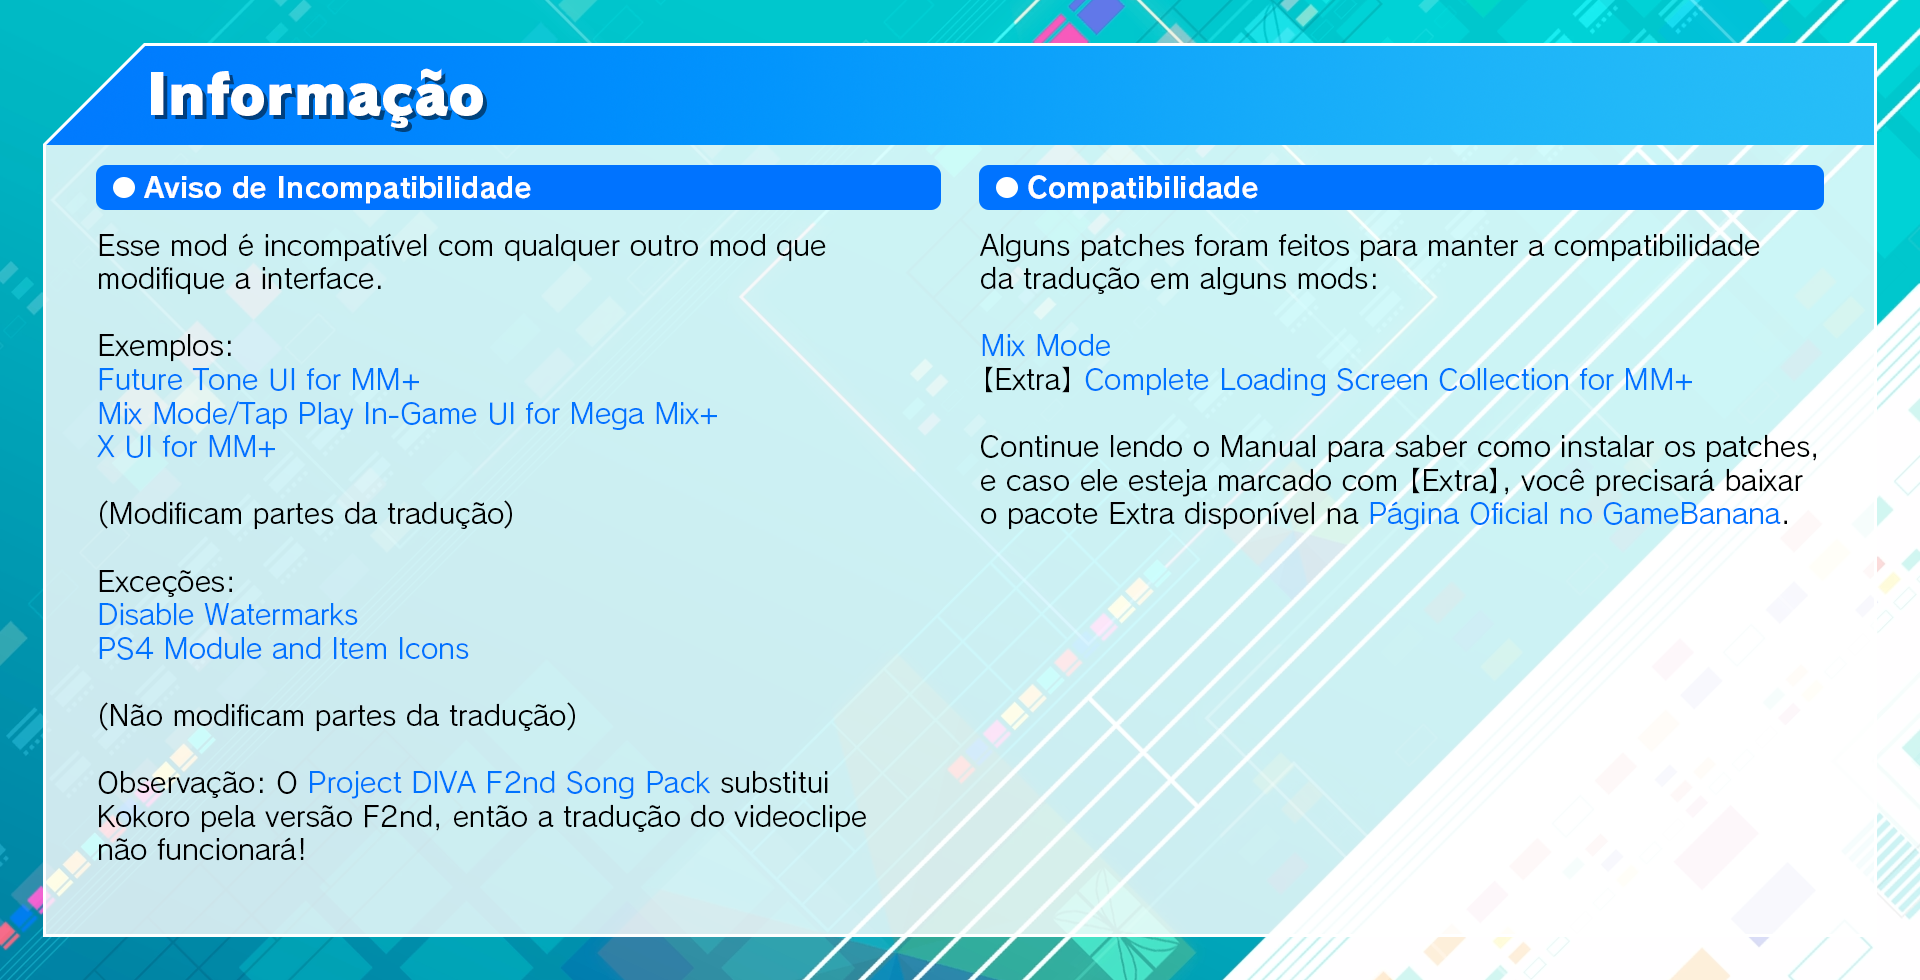 Informação
● Aviso de Incompatibilidade
Esse mod é incompatível com qualquer outro mod que
modifique a interface.
Exemplos:
Future Tone UI for MM+
Mix Mode/Tap Play In-Game UI for Mega Mix+
X UI for MM+
(Modificam partes da tradução)
Exceções:
Disable Watermarks
PS4 Module and Item Icons
(Não modificam partes da tradução)
Observação: O Project DIVA F2nd Song Pack substitui
Kokoro pela versão F2nd, então a tradução do videoclipe
não funcionará!
● Compatibilidade
Alguns patches foram feitos para manter a compatibilidade
da tradução em alguns mods:
Mix Mode
【Extra】 Complete Loading Screen Collection for MM+
Continue lendo o Manual para saber como instalar os patches,
e caso ele esteja marcado com 【Extra】, você precisará baixar
o pacote Extra disponível na Página Oficial no GameBanana.